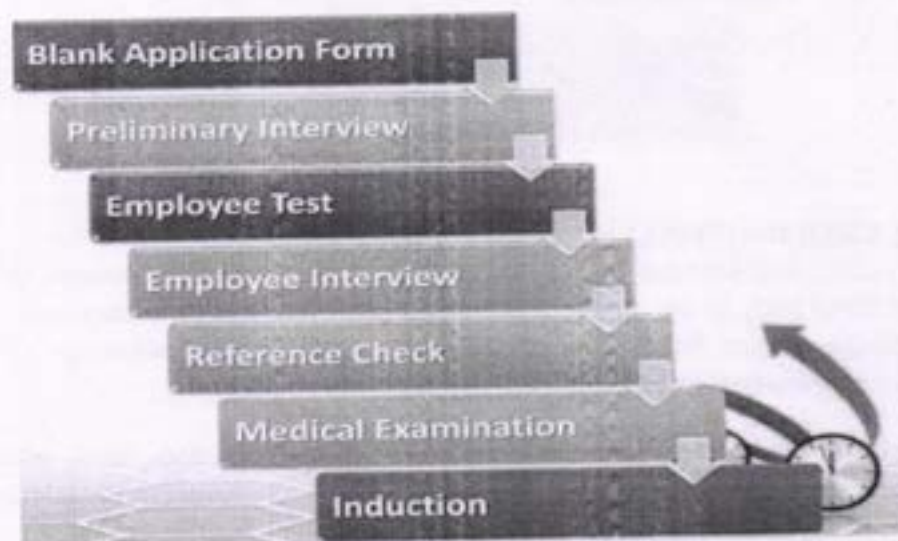 Blank Application Form
Preliminary Interview
Employee Test
Employee Interview
Reference Check
Medical Examination
Induction